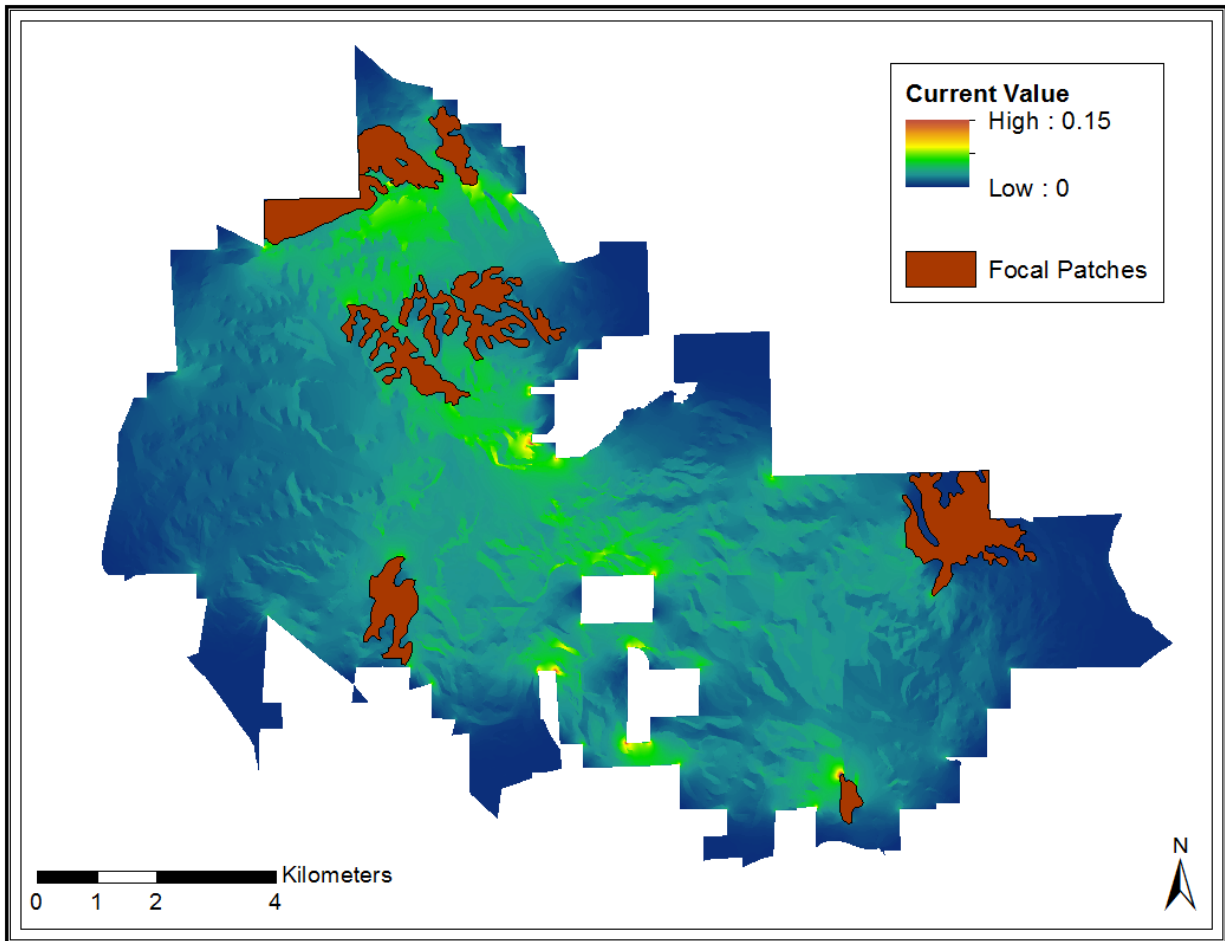 Current Value
High : 0.15
Low : 0
Focal Patches
Kilometers
0 1 2 4
N